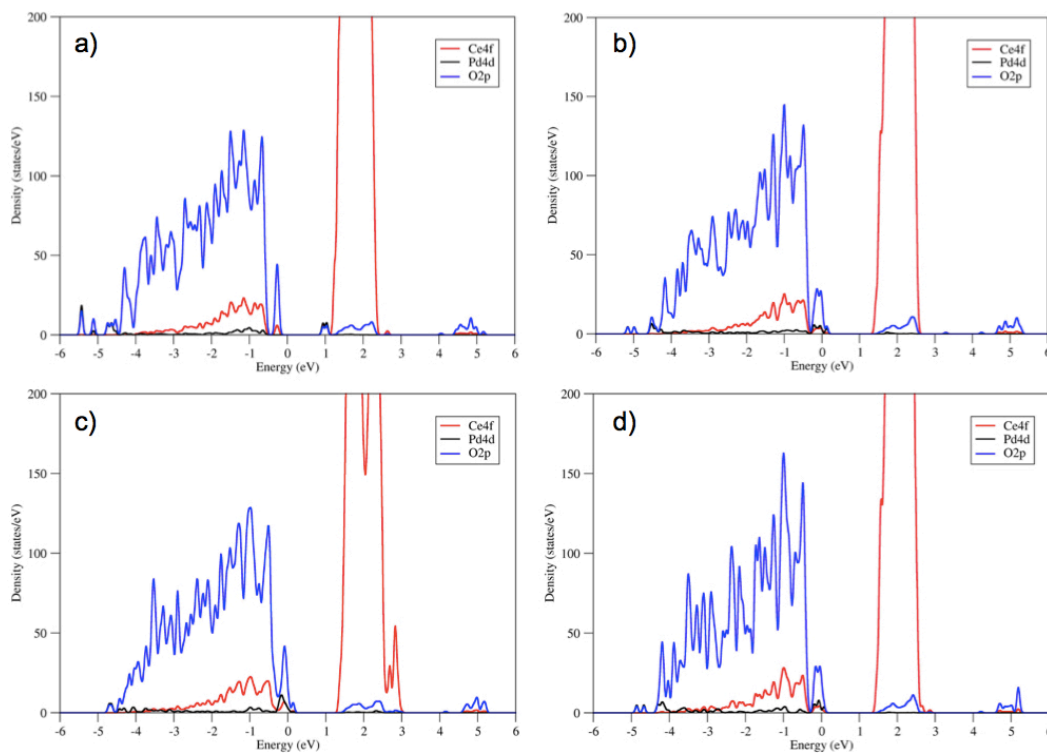 a)
200
150
100
50
0
Density (states/eV)
Ce4f
Pd4d
O2p
-6 -5 -4 -3 -2 -1 0 1 2 3 4 5 6
Energy (eV)
b)
200
150
100
50
0
Density (states/eV)
Ce4f
Pd4d
O2p
-6 -5 -4 -3 -2 -1 0 1 2 3 4 5 6
Energy (eV)
c)
200
150
100
50
0
Density (states/eV)
Ce4f
Pd4d
O2p
-6 -5 -4 -3 -2 -1 0 1 2 3 4 5 6
Energy (eV)
d)
200
150
100
50
0
Density (states/eV)
Ce4f
Pd4d
O2p
-6 -5 -4 -3 -2 -1 0 1 2 3 4 5 6
Energy (eV)